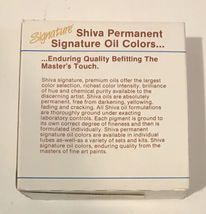 Signature
Shiva Permanent
Signature Oil Colors...
...Enduring Quality Befitting The
Master's Touch.
Shiva signature, premium oils offer the largest
color selection, richest color intensity, brilliance
of hue and chemical purity available to the
discerning artist. Shiva oils are absolutely
permanent, free from darkening, yellowing,
fading and cracking. All Shiva oil formulations
are thoroughly ground under exacting
laboratory controls. Each pigment is ground to
its own correct degree of fineness and then is
formulated individually. Shiva permanent
signature oil colors are available in individual
tubes as-well-as a variety of sets and kits. Shiva
signature oil colors, enduring quality from the
masters of fine art paints.